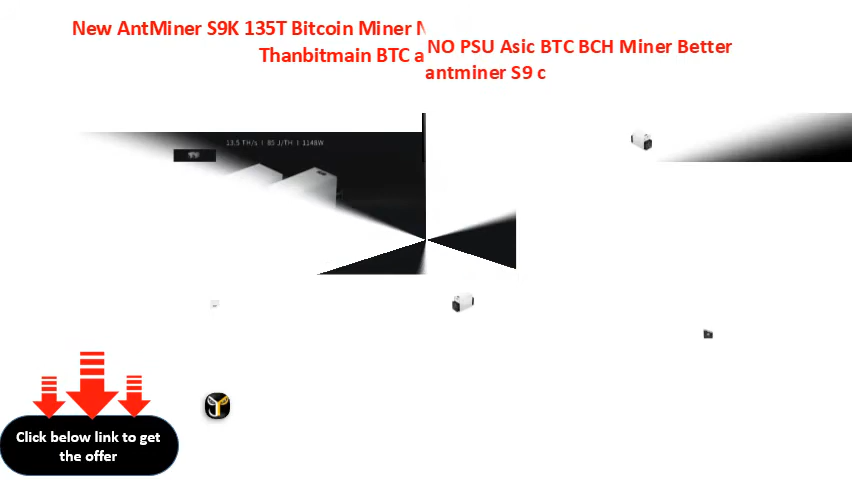 New AntMiner S9K 135T Bitcoin Miner
Thanbitmain BTC a
NO PSU Asic BTC BCH Miner Better
antminer S9 c
13.5 TH/s | 85 J/TH | 1148W
Click below link to get
the offer